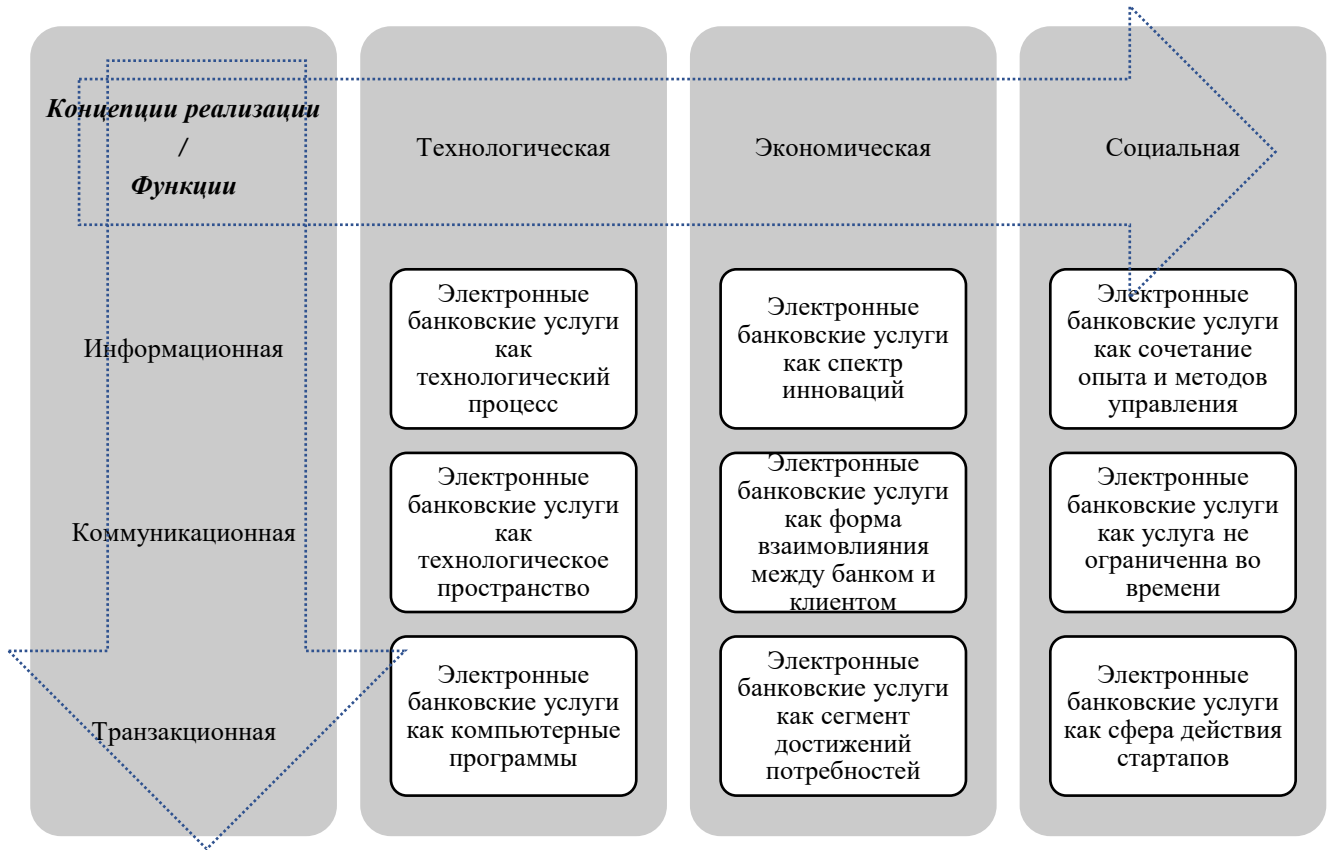 Концепции реализации
/
Функции
Технологическая
Экономическая
Социальная
Информационная
Электронные
банковские услуги
как
технологический
процесс
Электронные
банковские услуги
как спектр
инноваций
Электронные
банковские услуги
как сочетание
опыта и методов
управления
Коммуникационная
Электронные
банковские услуги
как
технологическое
пространство
Электронные
банковские услуги
как форма
взаимовлияния
между банком и
клиентом
Электронные
банковские услуги
как услуга не
ограниченна во
времени
Транзакционная
Электронные
банковские услуги
как компьютерные
программы
Электронные
банковские услуги
как сегмент
достижений
потребностей
Электронные
банковские услуги
как сфера действия
стартапов